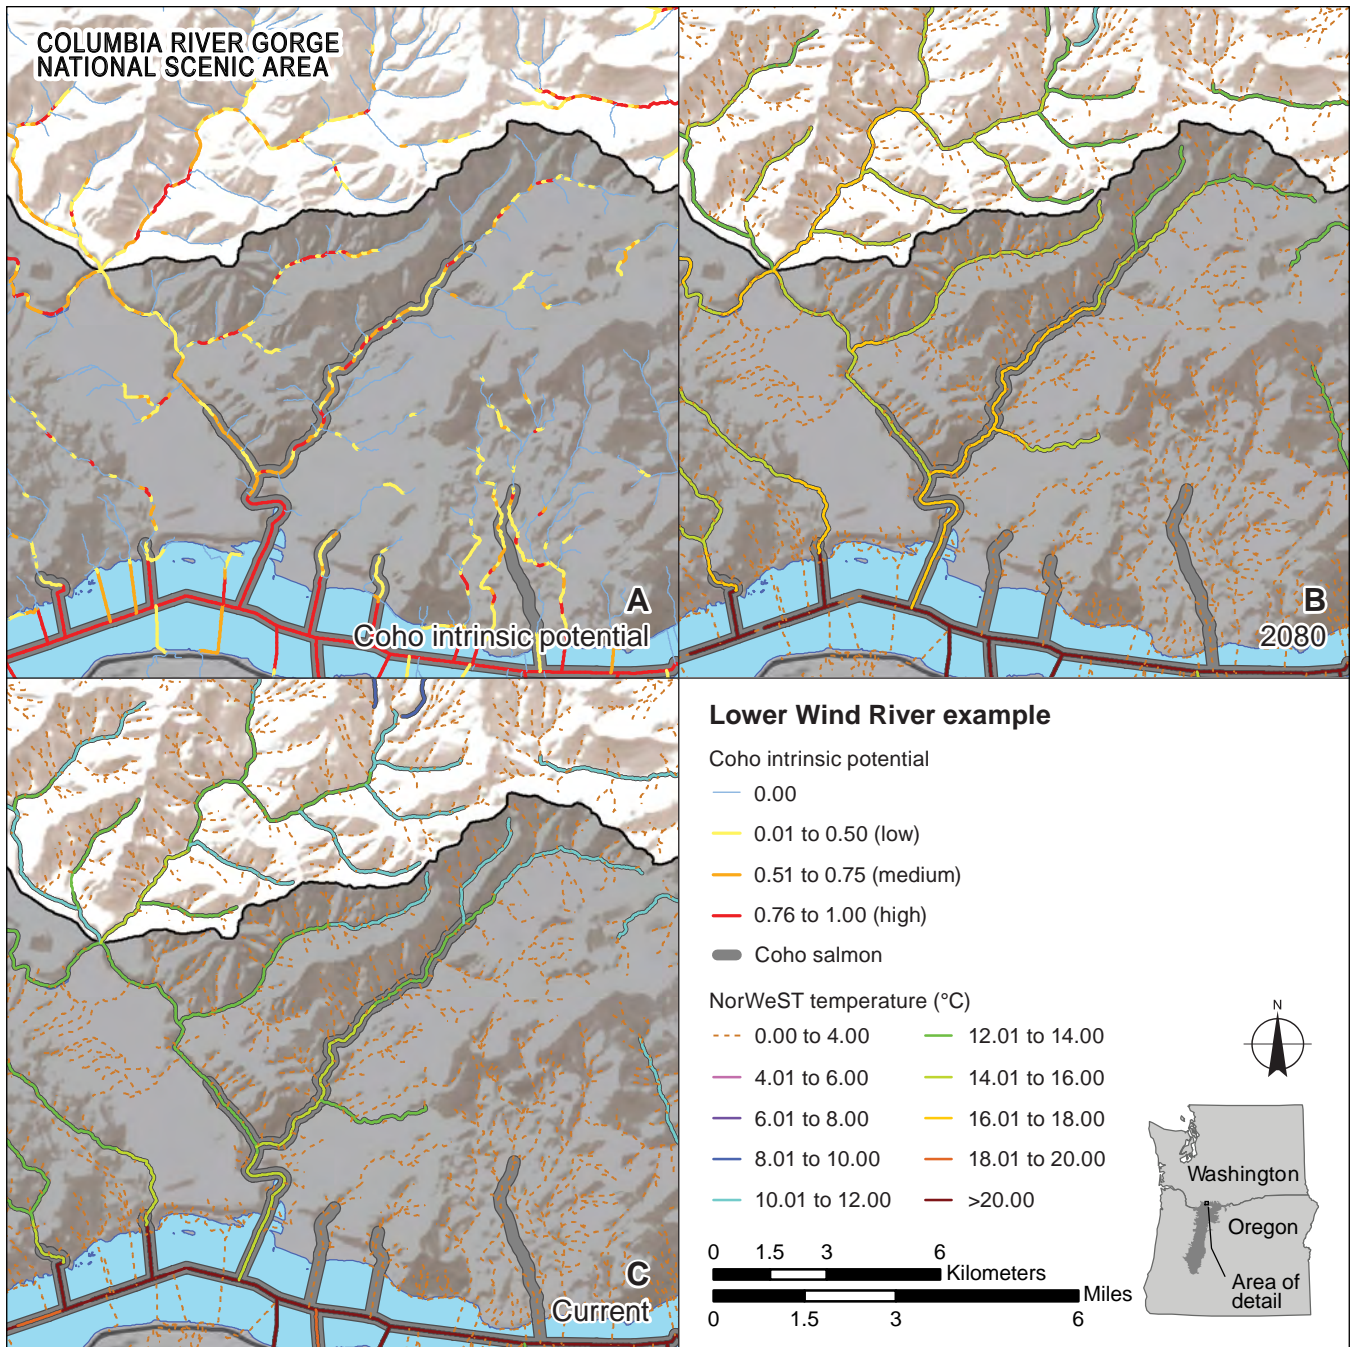 COLUMBIA RIVER GORGE
NATIONAL SCENIC AREA
A
Coho intrinsic potential
B
2080
C
Current
Lower Wind River example
Coho intrinsic potential
0.00
0.01 to 0.50 (low)
0.51 to 0.75 (medium)
0.76 to 1.00 (high)
Coho salmon
NorWeST temperature (°C)
0.00 to 4.00
4.01 to 6.00
6.01 to 8.00
8.01 to 10.00
10.01 to 12.00
12.01 to 14.00
14.01 to 16.00
16.01 to 18.00
18.01 to 20.00
>20.00
0 1.5 3 6
Kilometers
Miles
0 1.5 3 6
N
Washington
Oregon
Area of
detail